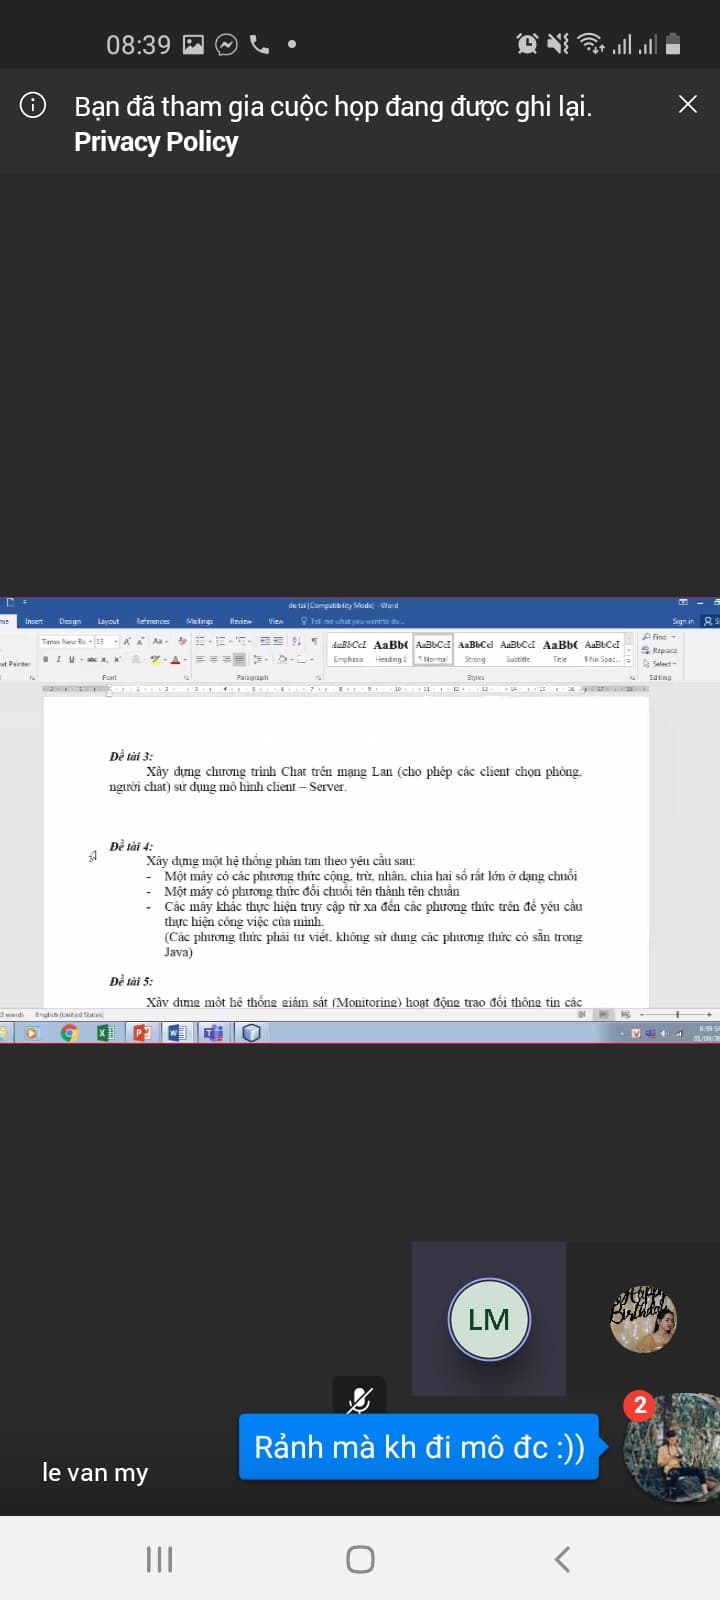 08:39
Bạn đã tham gia cuộc họp đang được ghi lại.
Privacy Policy
de tai [Compatibility Mode] - Word
Insert Design Layout References Mailings Review View Tell me what you want to do... Sign in
Times New Ro 13 Aa
AaBbCcI AaBb( AaBbCcI AaBbCcI AaBbCcI AaBb( AaBbCcI
Find
Replace
Select
Painter
Emphasis Heading 1 ¶ Normal Strong Subtitle Title ¶ No Spac...
Font Paragraph Styles Editing
Đề tài 3:
Xây dựng chương trình Chat trên mạng Lan (cho phép các client chọn phòng,
người chat) sử dụng mô hình client – Server.
Đề tài 4:
Xây dựng một hệ thống phân tan theo yêu cầu sau:
- Một máy có các phương thức cộng, trừ, nhân, chia hai số rất lớn ở dạng chuỗi
- Một máy có phương thức đổi chuỗi tên thành tên chuẩn
- Các máy khác thực hiện truy cập từ xa đến các phương thức trên để yêu cầu
thực hiện công việc của mình.
(Các phương thức phải tư viết, không sử dung các phương thức có sẵn trong
Java)
Đề tài 5:
Xây dựng một hệ thống giám sát (Monitoring) hoạt động trao đổi thông tin các
words English (United States)
LM
Happy
Birthday
2
Rảnh mà kh đi mô đc :))
le van my